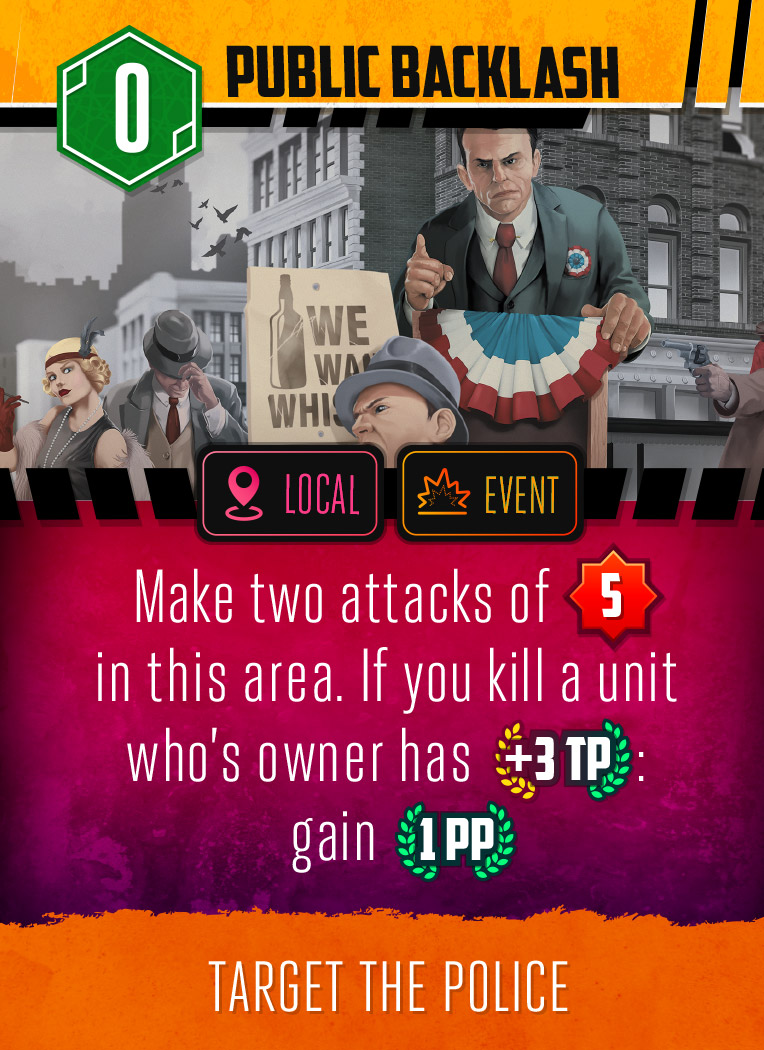 0
PUBLIC BACKLASH
WE
WA
WHIS
LOCAL
EVENT
Make two attacks of 5
in this area. If you kill a unit
who's owner has +3 TP :
gain 1 PP
TARGET THE POLICE